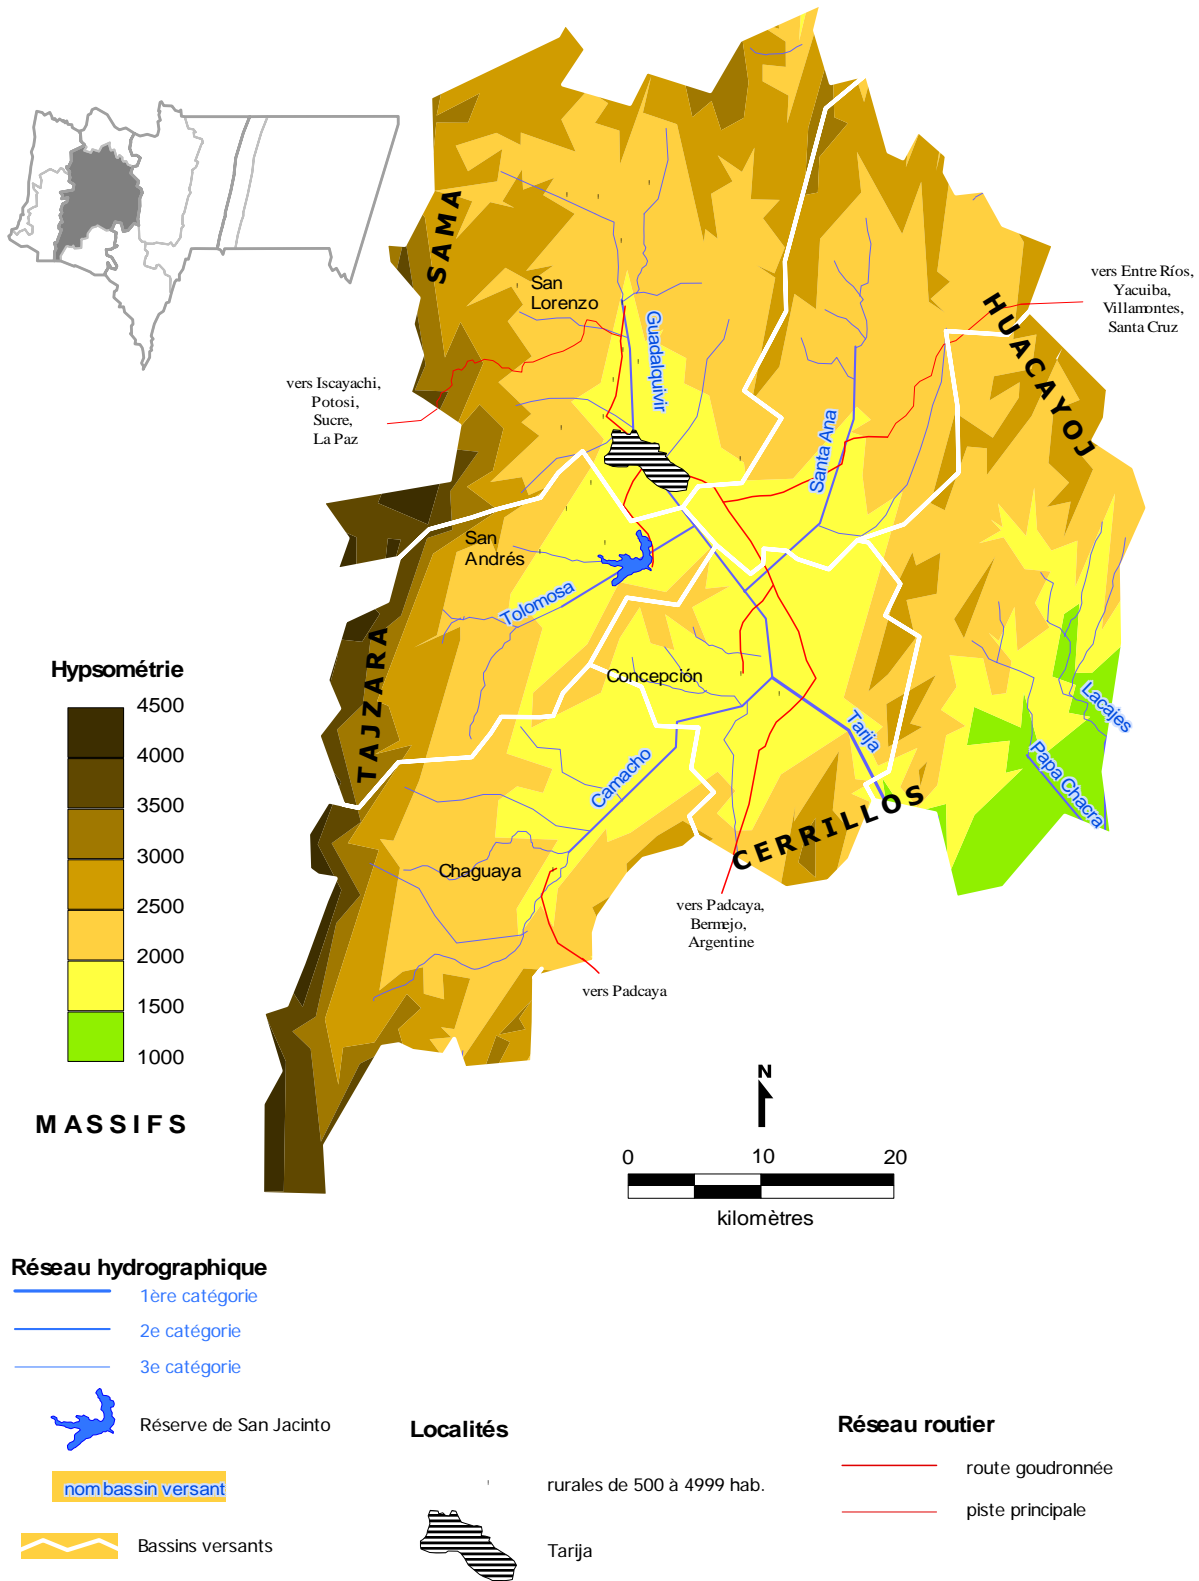 SAMA
San
Lorenzo
Guadalquivir
HUACAYOJ
vers Entre Ríos,
Yacuiba,
Villamontes,
Santa Cruz
vers Iscayachi,
Potosi,
Sucre,
La Paz
Santa Ana
San
Andrés
Tolomosa
TAJZARA
Concepción
Tarija
Lacajes
Papa Chacra
Camacho
CERRILLOS
Chaguaya
vers Padcaya,
Bermejo,
Argentine
vers Padcaya
Hypsométrie
4500
4000
3500
3000
2500
2000
1500
1000
MASSIFS
N
0 10 20
kilomètres
Réseau hydrographique
1ère catégorie
2e catégorie
3e catégorie
Réserve de San Jacinto
nom bassin versant
Bassins versants
Localités
rurales de 500 à 4999 hab.
Tarija
Réseau routier
route goudronnée
piste principale